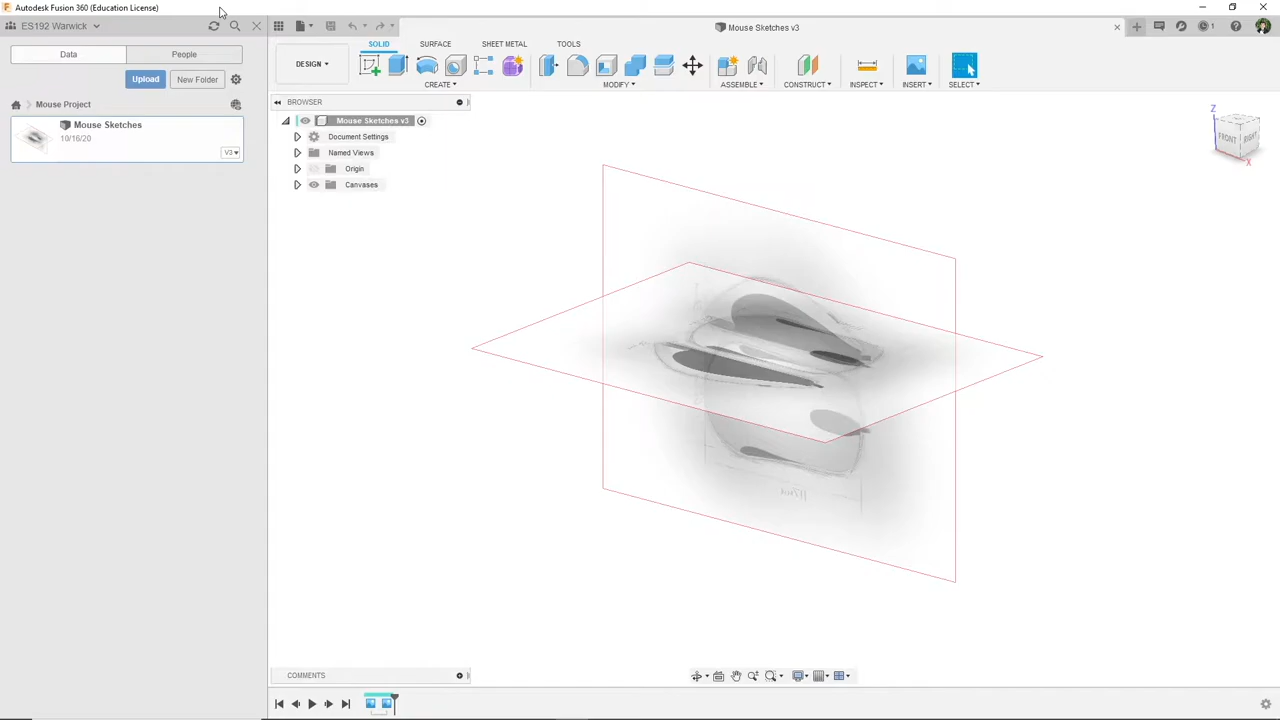 Autodesk Fusion 360 (Education License)
ES192 Warwick
Mouse Sketches v3
1
Data
People
SOLID
SURFACE
SHEET METAL
TOOLS
DESIGN
Upload
New Folder
CREATE
MODIFY
ASSEMBLE
CONSTRUCT
INSPECT
INSERT
SELECT
Mouse Project
BROWSER
Mouse Sketches
10/16/20
V3
Mouse Sketches v3
Document Settings
Named Views
Origin
Canvases
Z
FRONT
RIGHT
X
COMMENTS